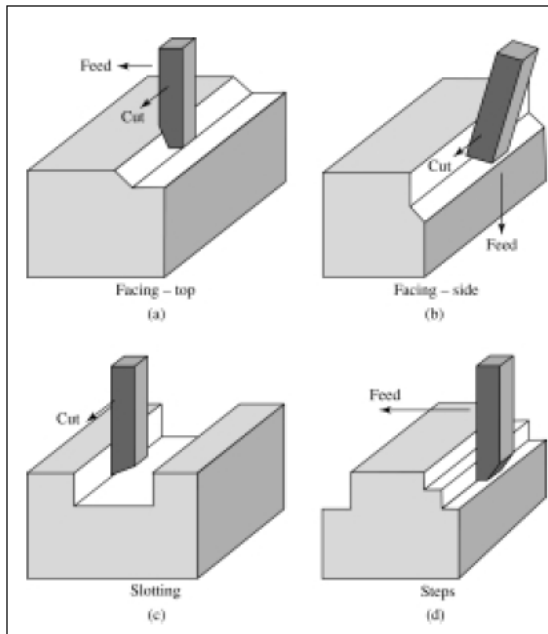 Feed
Cut
Facing – top
(a)
Cut
Feed
Facing – side
(b)
Cut
Slotting
(c)
Feed
Steps
(d)